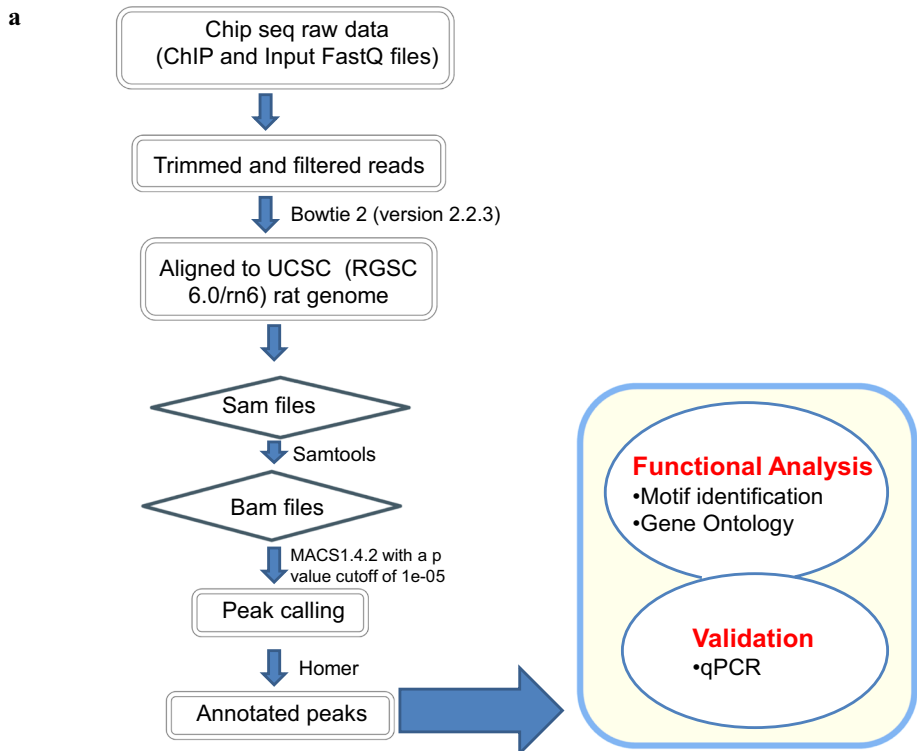 a
Chip seq raw data
(ChIP and Input FastQ files)
Trimmed and filtered reads
Bowtie 2 (version 2.2.3)
Aligned to UCSC (RGSC
6.0/rn6) rat genome
Sam files
Samtools
Bam files
MACS1.4.2 with a p
value cutoff of 1e-05
Peak calling
Homer
Annotated peaks
Functional Analysis
•Motif identification
•Gene Ontology
Validation
•qPCR